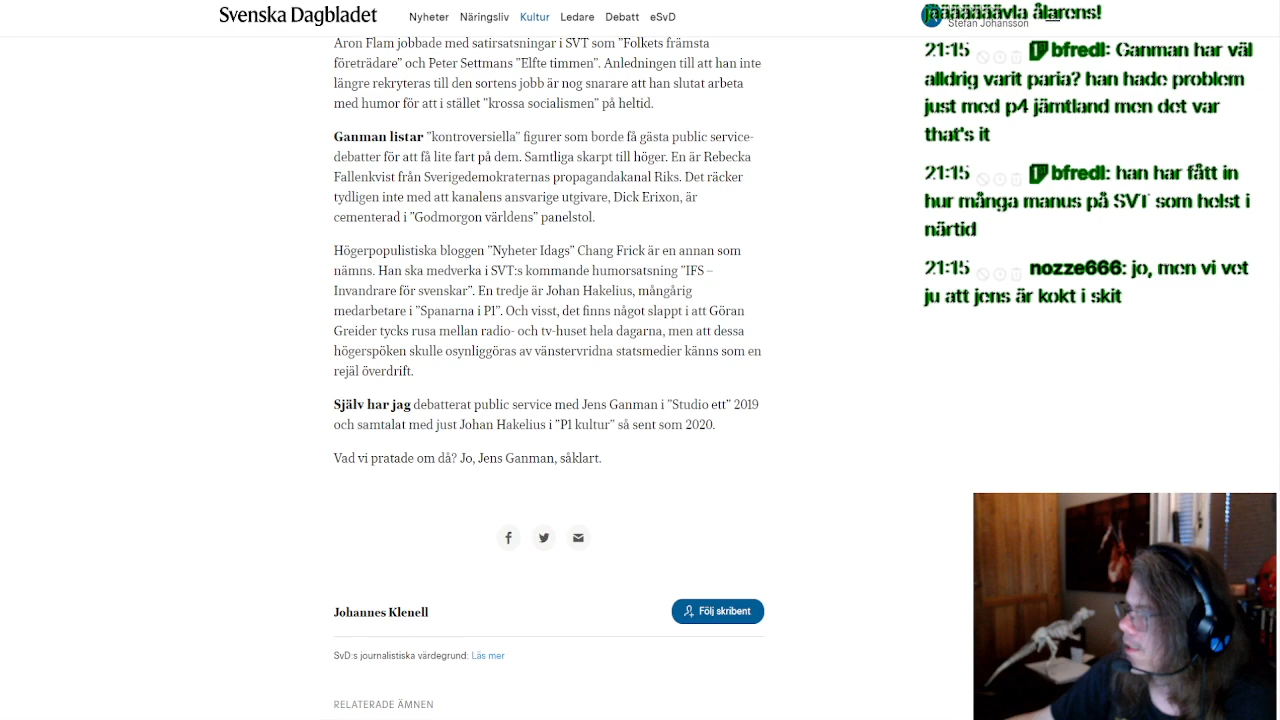 Svenska Dagbladet
Nyheter Näringsliv Kultur Ledare Debatt eSvD
Stefan Johansson
Aron Flam jobbade med satirsatsningar i SVT som ”Folkets främsta
företrädare” och Peter Settmans ”Elfte timmen”. Anledningen till att han inte
längre rekryteras till den sortens jobb är nog snarare att han slutat arbeta
med humor för att i stället ”krossa socialismen” på heltid.
Ganman listar ”kontroversiella” figurer som borde få gästa public service-
debatter för att få lite fart på dem. Samtliga skarpt till höger. En är Rebecka
Fallenkvist från Sverigedemokraternas propagandakanal Riks. Det räcker
tydligen inte med att kanalens ansvarige utgivare, Dick Erixon, är
cementerad i ”Godmorgon världens” panelstol.
Högerpopulistiska bloggen ”Nyheter Idags” Chang Frick är en annan som
nämns. Han ska medverka i SVT:s kommande humorsatsning ”IFS –
Invandrare för svenskar”. En tredje är Johan Hakelius, mångårig
medarbetare i ”Spanarna i P1”. Och visst, det finns något slappt i att Göran
Greider tycks rusa mellan radio- och tv-huset hela dagarna, men att dessa
högerspöken skulle osynliggöras av vänstervridna statsmedier känns som en
rejäl överdrift.
Själv har jag debatterat public service med Jens Ganman i ”Studio ett” 2019
och samtalat med just Johan Hakelius i ”P1 kultur” så sent som 2020.
Vad vi pratade om då? Jo, Jens Ganman, såklart.
Johannes Klenell
Följ skribent
SvD:s journalistiska värdegrund: Läs mer
RELATERADE ÄMNEN
ålarens!
21:15 bfredl: Ganman har väl
alldrig varit paria? han hade problem
just med p4 jämtland men det var
that's it
21:15 bfredl: han har fått in
hur många manus på SVT som helst i
närtid
21:15 nozze666: jo, men vi vet
ju att jens är kokt i skit